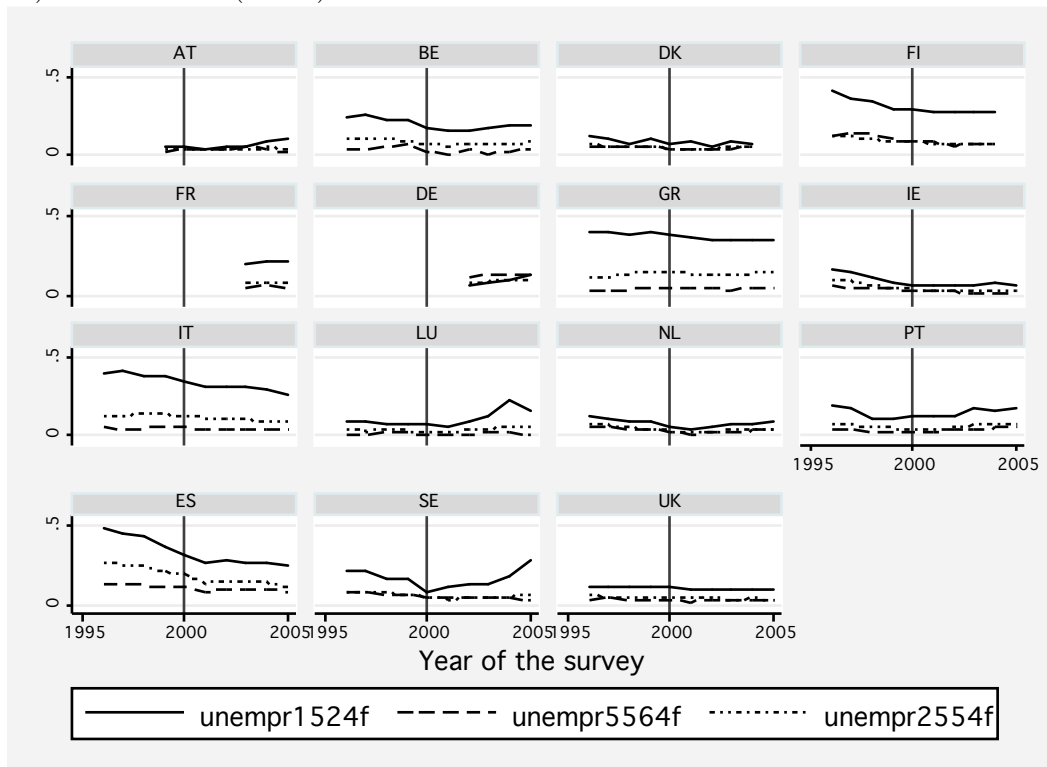 AT BE DK FI
.5
0
FR DE GR IE
.5
0
IT LU NL PT
.5
0
1995 2000 2005
ES SE UK
.5
0
1995 2000 2005 1995 2000 2005 1995 2000 2005
Year of the survey
unempr1524f unempr5564f unempr2554f